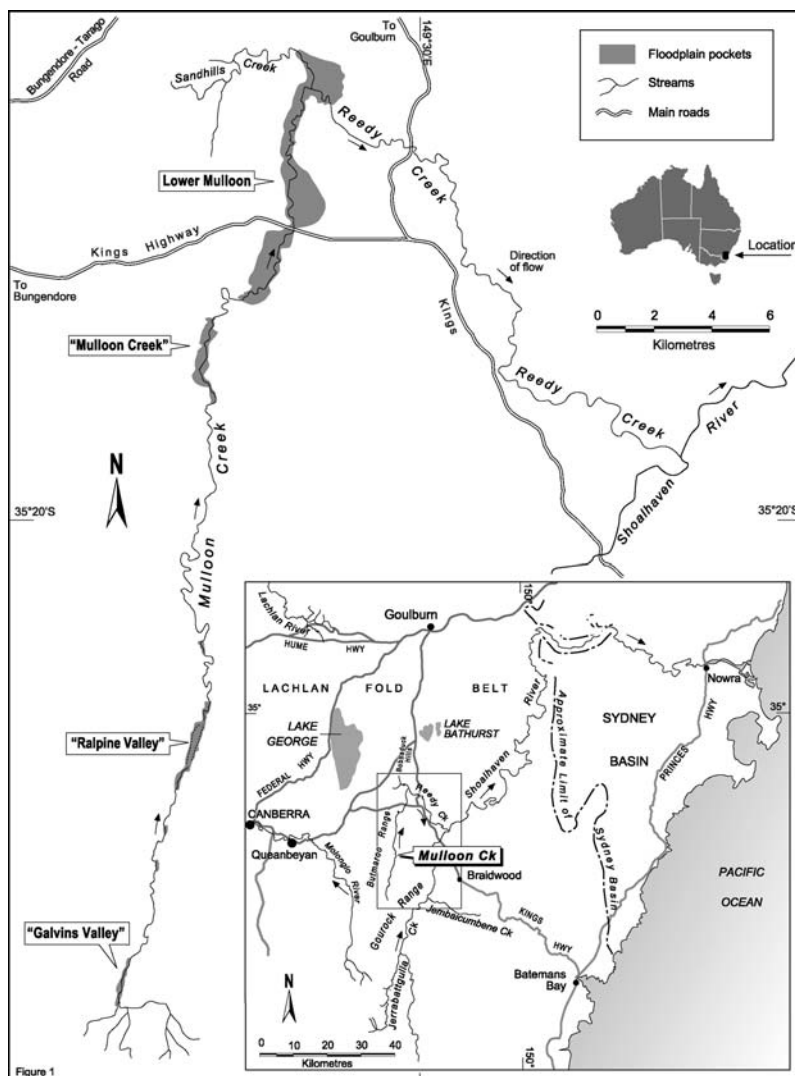 Bungendore - Tarago
Road
Sandhills
Creek
To
Goulburn
149°30'E
Floodplain pockets
Streams
Main roads
Reedy
Creek
Lower Mulloon
Kings Highway
To
Bungendore
Direction
of flow
Location
0 2 4 6
Kilometres
"Mulloon Creek"
Kings
Reedy
Creek
River
Shoalhaven
N
Creek
Mulloon
35°20'S
35°20'S
"Ralpine Valley"
"Galvins Valley"
Figure 1
150°
Lachlan River
Goulburn
HUME
HWY
LACHLAN FOLD BELT
River
Nowra
35°
35°
LAKE
GEORGE
LAKE
BATHURST
Approximate Limit of
Sydney Basin
SYDNEY
BASIN
PRINCES
HWY
FEDERAL
HWY
Shoalhaven
Reedy Ck
CANBERRA
Queanbeyan
Molonglo
River
Butmaroo Range
Mulloon Ck
Braidwood
PACIFIC
OCEAN
Gourock Range
Jembaicumbene Ck
KINGS
HWY
Jerrabattgulla
Ck
Batemans
Bay
N
0 10 20 30 40
Kilometres
150°